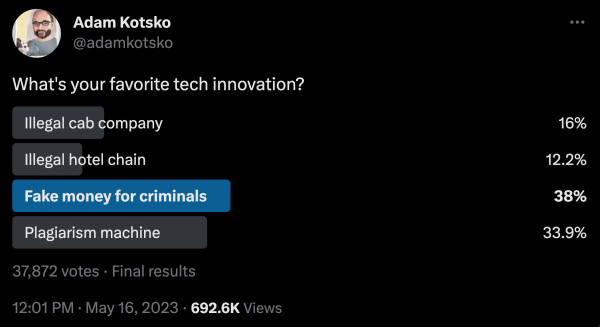 Adam Kotsko
@adamkotsko
What's your favorite tech innovation?
Illegal cab company 16%
Illegal hotel chain 12.2%
Fake money for criminals 38%
Plagiarism machine 33.9%
37,872 votes · Final results
12:01 PM · May 16, 2023 · 692.6K Views